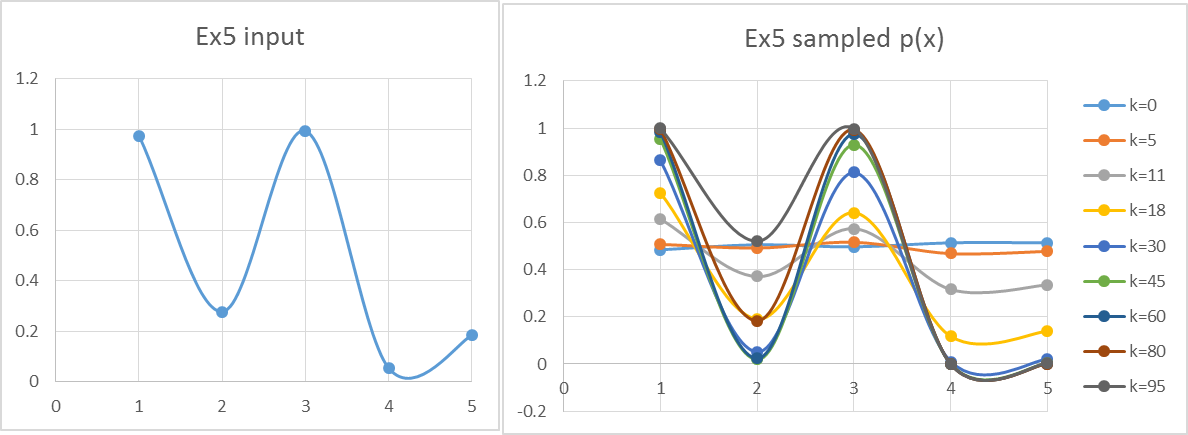 Ex5 input
1.2
1
0.8
0.6
0.4
0.2
0
0 1 2 3 4 5
Ex5 sampled p(x)
1.2
1
0.8
0.6
0.4
0.2
0
-0.2
0 1 2 3 4 5
k=0
k=5
k=11
k=18
k=30
k=45
k=60
k=80
k=95